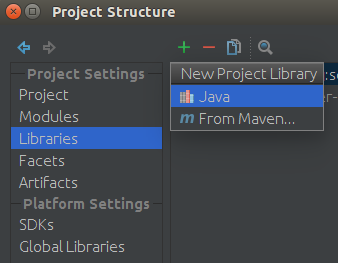 Project Structure
Project Settings
Project
Modules
Libraries
Facets
Artifacts
Platform Settings
SDKs
Global Libraries
New Project Library
Java
From Maven...